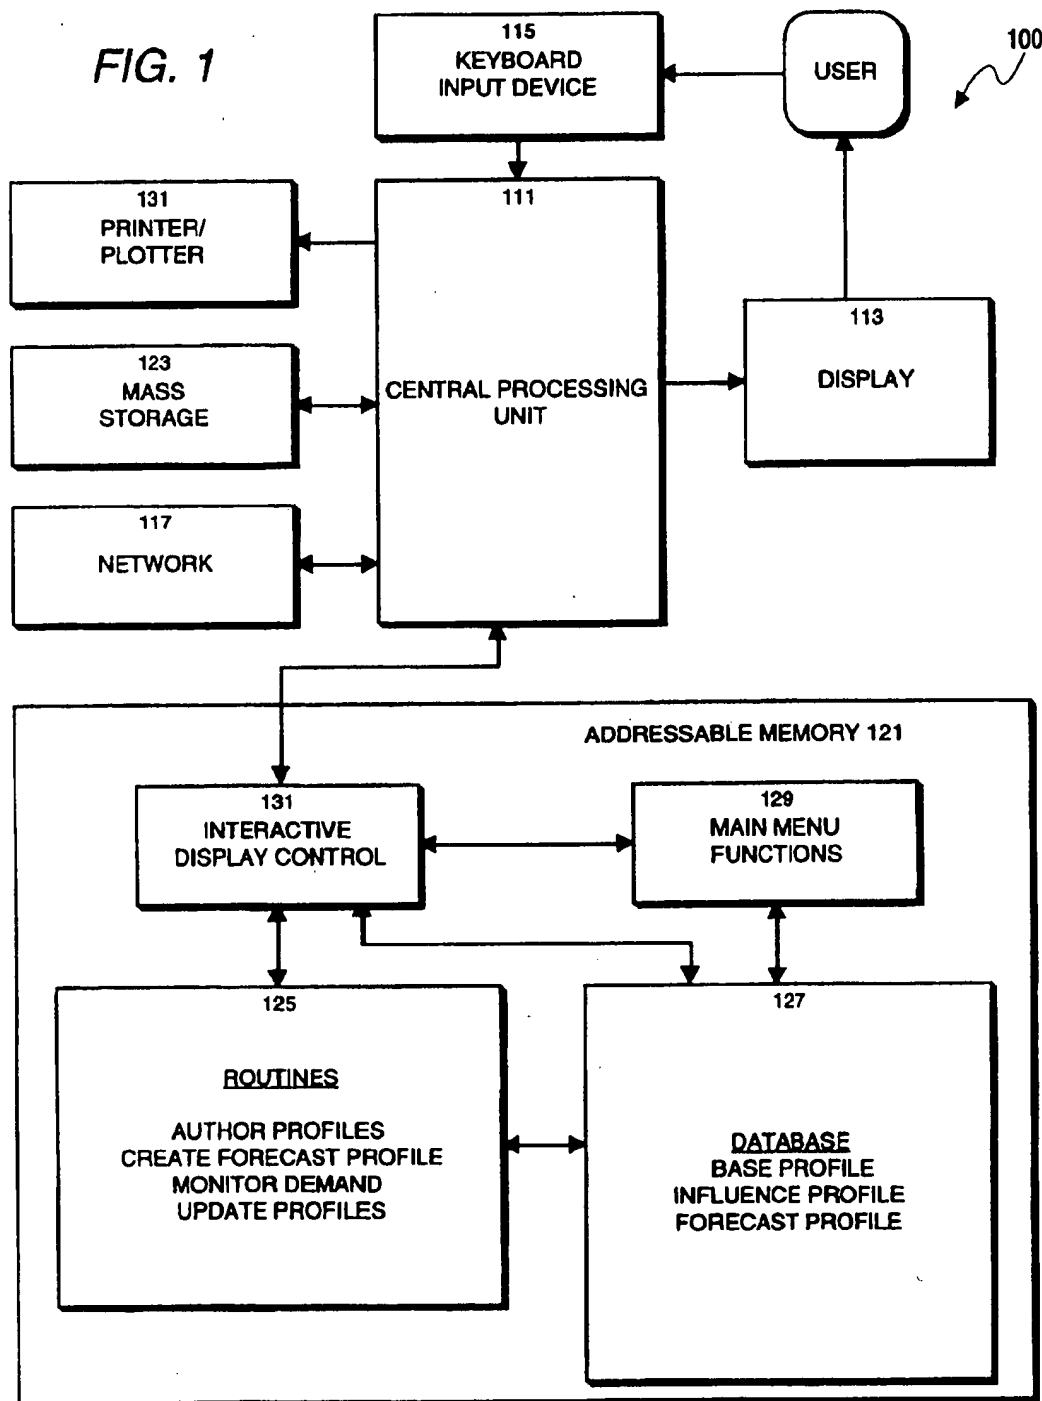 FIG. 1
115
KEYBOARD
INPUT DEVICE
USER
100
131
PRINTER/
PLOTTER
111
CENTRAL PROCESSING
UNIT
113
DISPLAY
123
MASS
STORAGE
117
NETWORK
ADDRESSABLE MEMORY 121
131
INTERACTIVE
DISPLAY CONTROL
129
MAIN MENU
FUNCTIONS
125
ROUTINES
AUTHOR PROFILES
CREATE FORECAST PROFILE
MONITOR DEMAND
UPDATE PROFILES
127
DATABASE
BASE PROFILE
INFLUENCE PROFILE
FORECAST PROFILE